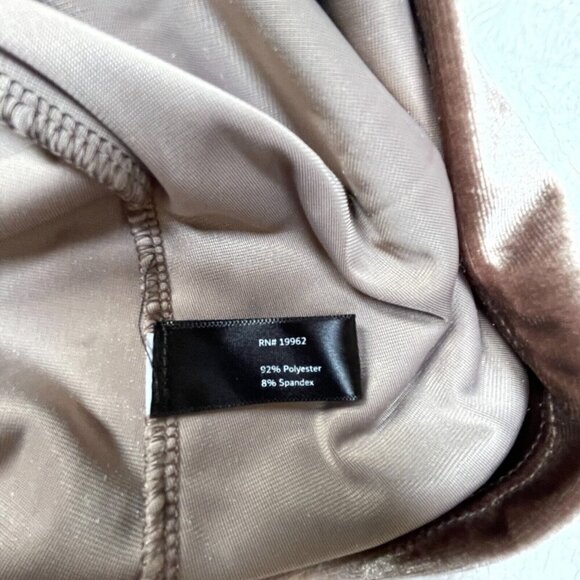 RN# 19962
92% Polyester
8% Spandex